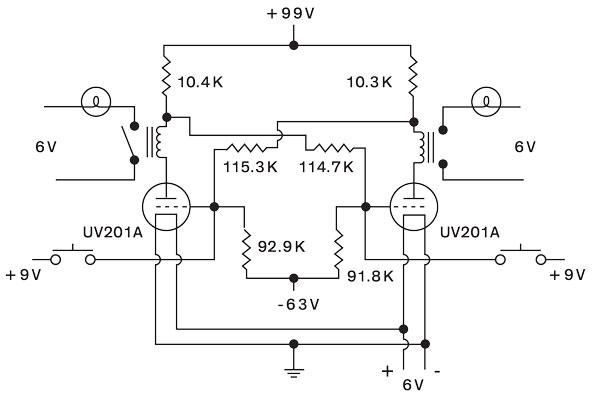 +99V
10.4K 10.3K
6V 6V
115.3K 114.7K
UV201A UV201A
92.9K
+9V 91.8K +9V
-63V
+ 6V -